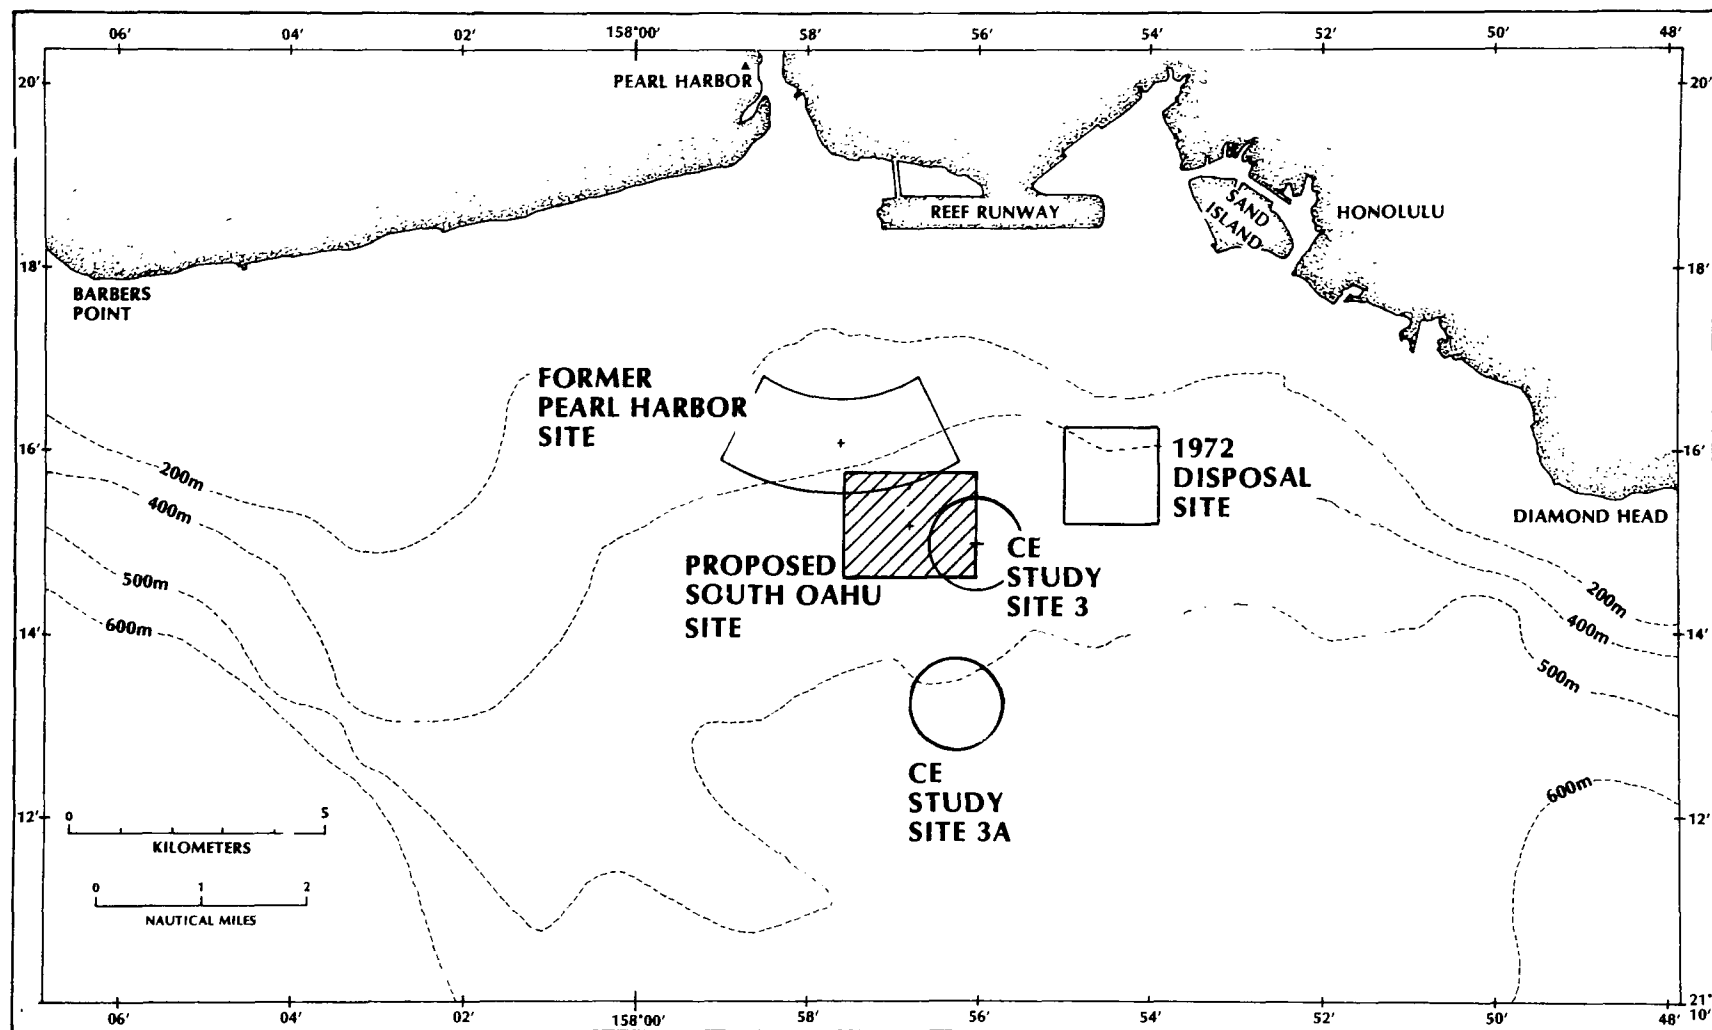 06' 04' 02' 158°00' 58' 56' 54' 52' 50' 48'
20' 20'
PEARL HARBOR
REEF RUNWAY
SAND
ISLAND
HONOLULU
18' 18'
BARBERS
POINT
FORMER
PEARL HARBOR
SITE
16' 16'
1972
DISPOSAL
SITE
200m
400m
DIAMOND HEAD
CE
STUDY
SITE 3
PROPOSED
SOUTH OAHU
SITE
500m
600m
200m
400m
14' 14'
500m
CE
STUDY
SITE 3A
600m
12' 12'
0 5
KILOMETERS
0 1 2
NAUTICAL MILES
21°
10'
06' 04' 02' 158°00' 58' 56' 54' 52' 50' 48'